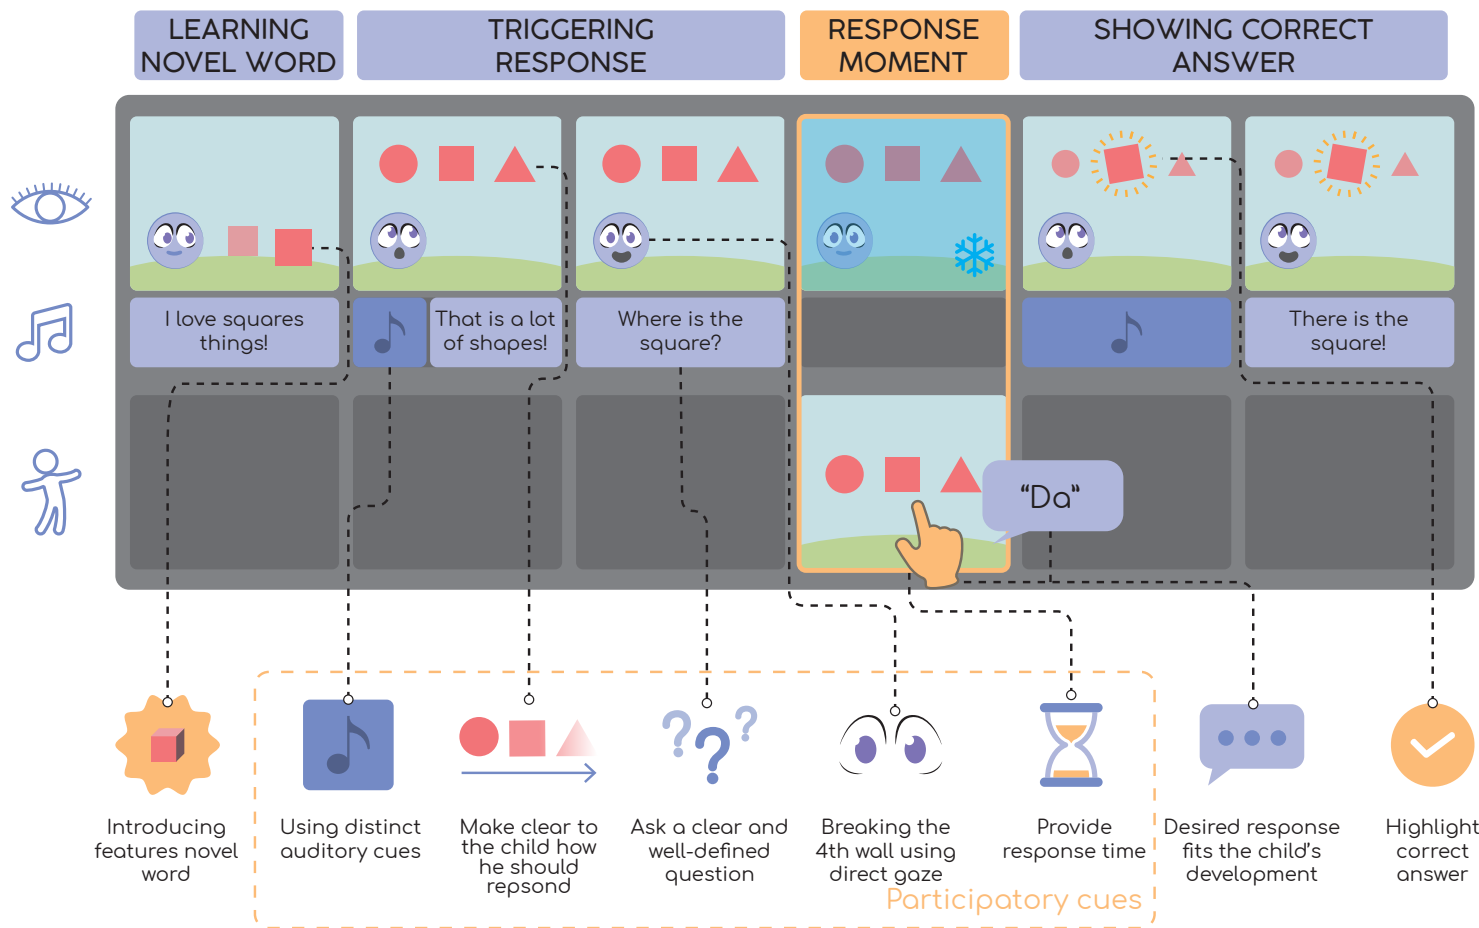 LEARNING
NOVEL WORD
TRIGGERING
RESPONSE
RESPONSE
MOMENT
SHOWING CORRECT
ANSWER
I love squares
things!
That is a lot
of shapes!
Where is the
square?
There is the
square!
“Da”
Introducing
features novel
word
Using distinct
auditory cues
Make clear to
the child how
he should
repsond
Ask a clear and
well-defined
question
Breaking the
4th wall using
direct gaze
Provide
response time
Desired response
fits the child's
development
Highlight
correct
answer
Participatory cues